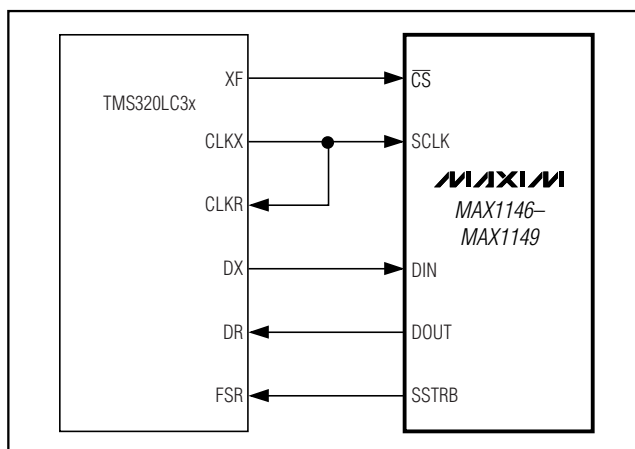 XF
CS
TMS320LC3x
CLKX
SCLK
CLKR
MAXIM
MAX1146–
MAX1149
DX
DIN
DR
DOUT
FSR
SSTRB